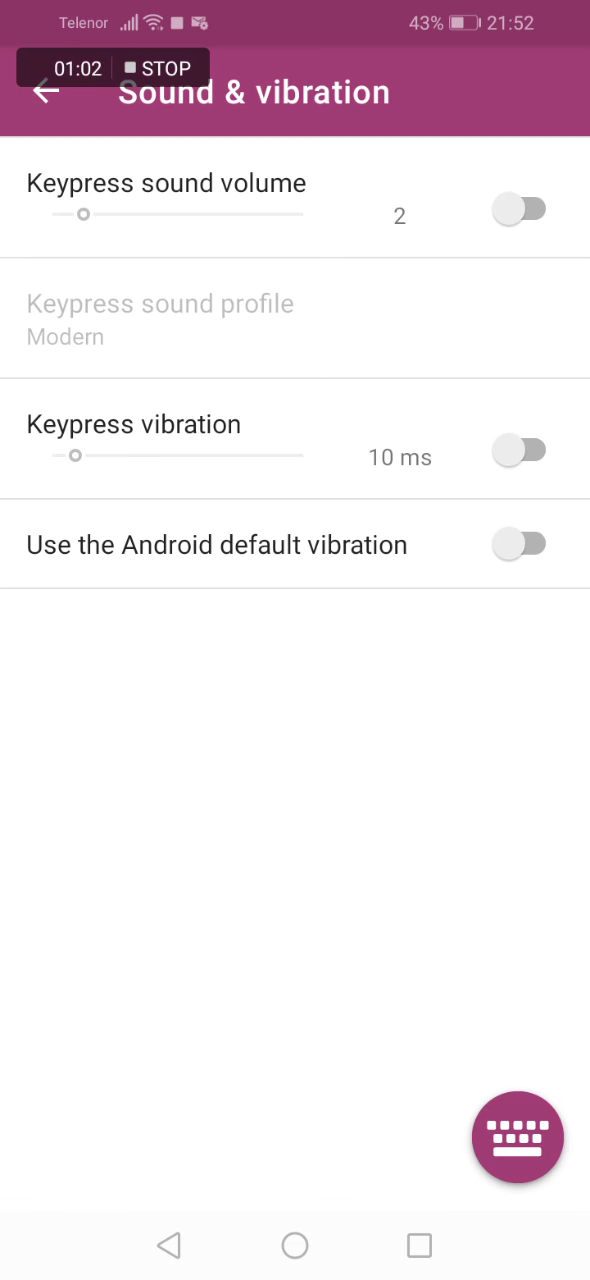 Telenor 43% 21:52
01:02 STOP
Sound & vibration
Keypress sound volume
2
Keypress sound profile
Modern
Keypress vibration
10 ms
Use the Android default vibration